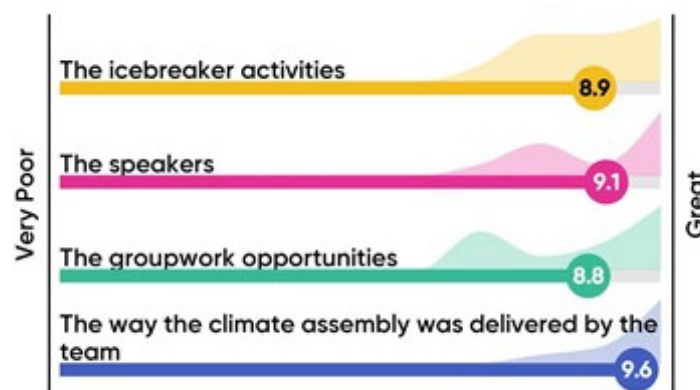 Very Poor
The icebreaker activities
8.9
The speakers
9.1
The groupwork opportunities
8.8
The way the climate assembly was delivered by the
team
9.6
Great